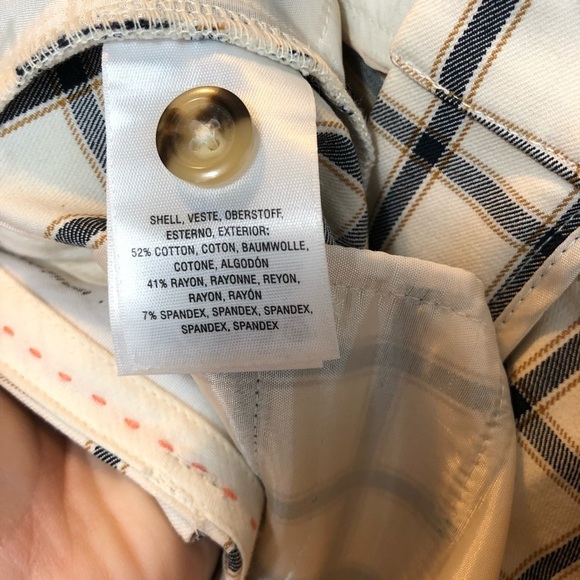 SHELL, VESTE, OBERSTOFF,
ESTERNO, EXTERIOR:
52% COTTON, COTON, BAUMWOLLE,
COTONE, ALGODÓN
41% RAYON, RAYONNE, REYON,
RAYON, RAYÓN
7% SPANDEX, SPANDEX, SPANDEX,
SPANDEX, SPANDEX